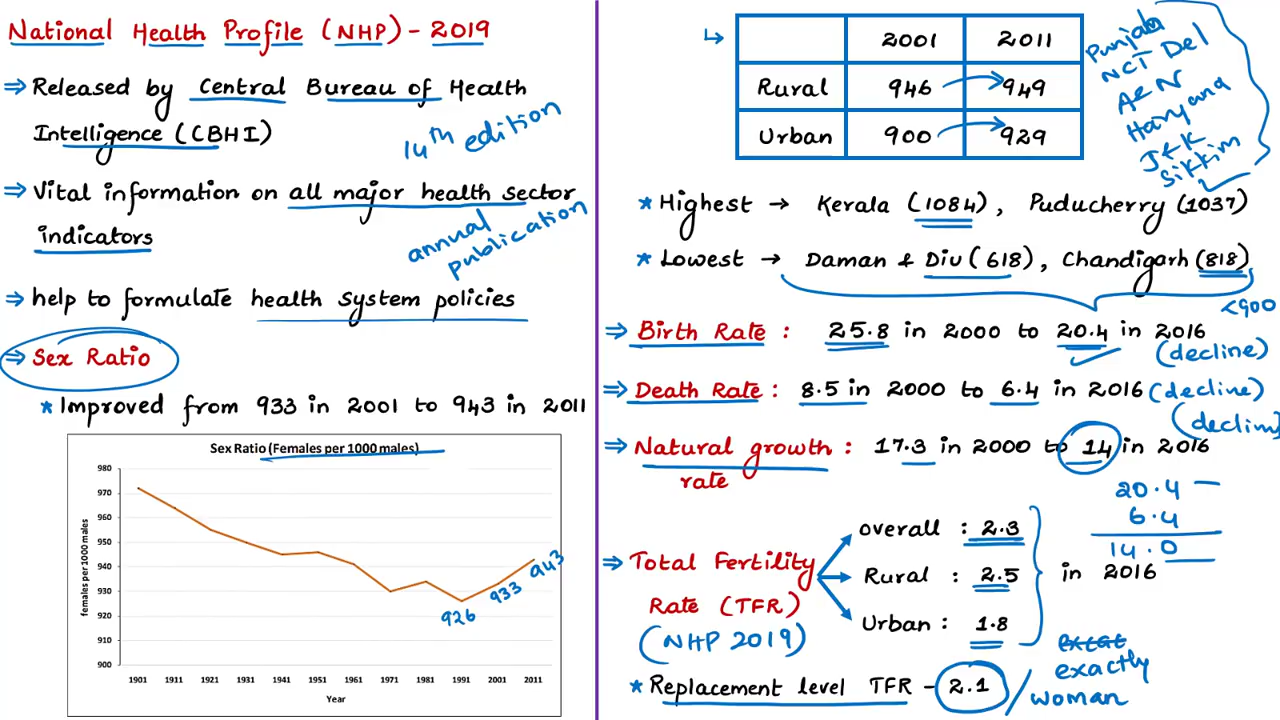 National Health Profile (NHP) - 2019
⇒ Released by Central Bureau of Health
Intelligence (CBHI)
14th edition
⇒ Vital information on all major health sector
indicators
annual
publication
⇒ help to formulate health system policies
⇒ Sex Ratio
* Improved from 933 in 2001 to 943 in 2011
Sex Ratio (Females per 1000 males)
females per 1000 males
980
970
960
950
940
930
920
910
900
926
933
943
1901 1911 1921 1931 1941 1951 1961 1971 1981 1991 2001 2011
Year
↳ 2001 2011
Rural 946 → 949
Urban 900 → 929
Punjab
NCT Del
A&N
Haryana
J&K
Sikkim
* Highest → Kerala (1084), Puducherry (1037)
* Lowest → Daman & Diu (618), Chandigarh (818)
<900
⇒ Birth Rate : 25.8 in 2000 to 20.4 in 2016
(decline)
⇒ Death Rate : 8.5 in 2000 to 6.4 in 2016 (decline)
(decline)
⇒ Natural growth : 17.3 in 2000 to 14 in 2016
rate
20.4 –
6.4
14.0
⇒ Total Fertility
Rate (TFR)
(NHP 2019)
overall : 2.3
Rural : 2.5
Urban : 1.8
in 2016
exactly
* Replacement level TFR - 2.1 / woman